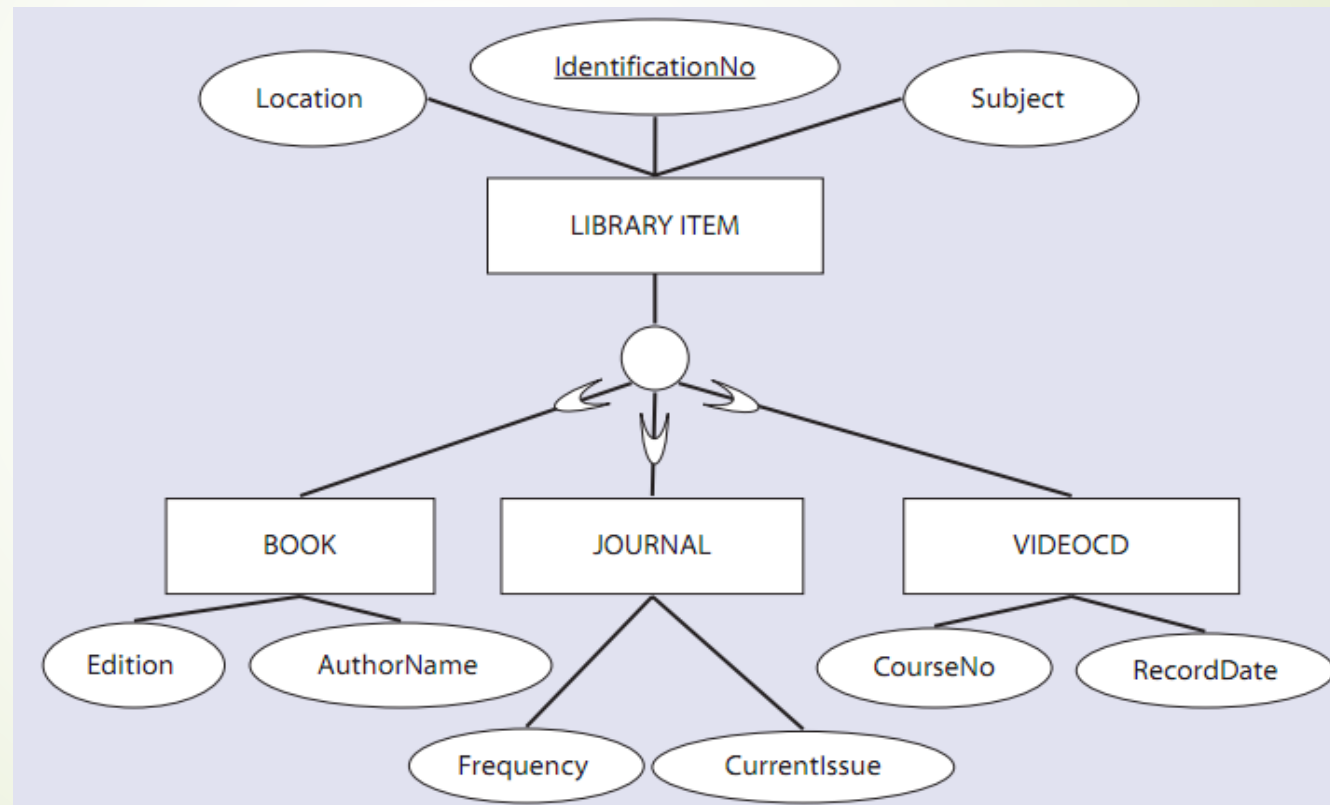 IdentificationNo
Location
Subject
LIBRARY ITEM
BOOK
JOURNAL
VIDEOCD
Edition
AuthorName
CourseNo
RecordDate
Frequency
CurrentIssue